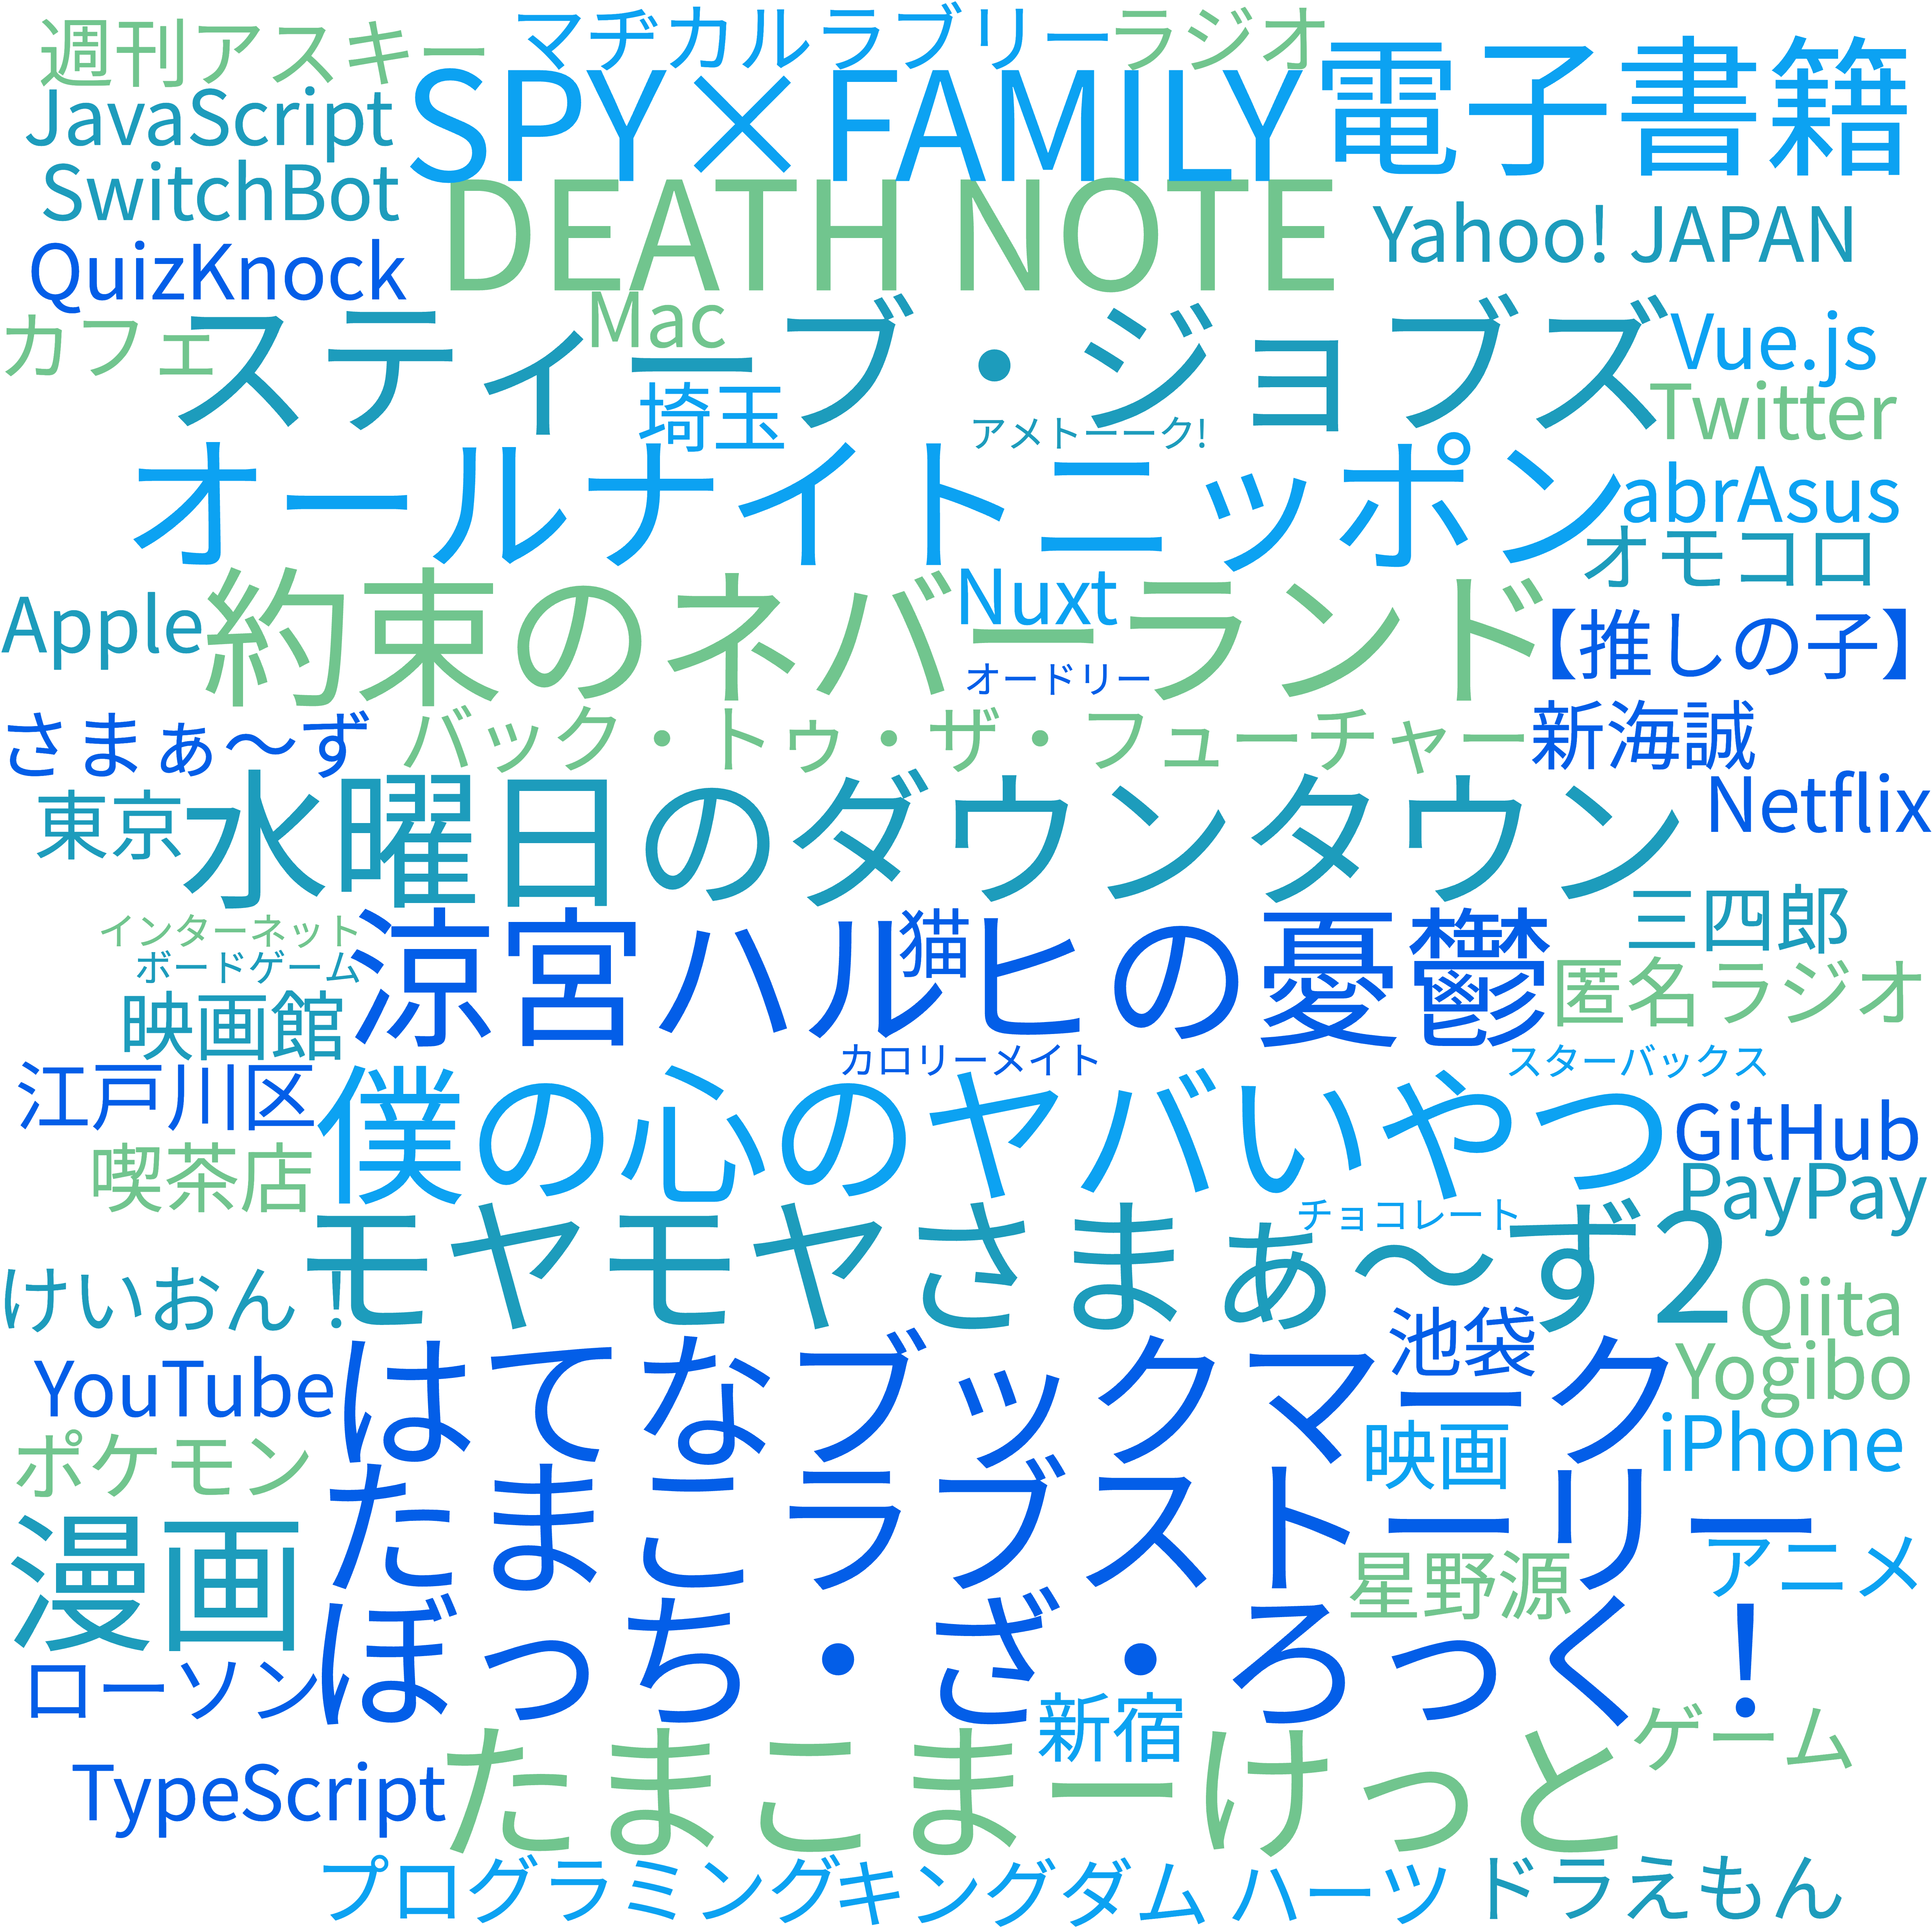 週刊アスキー
マヂカルラブリーラジオ
JavaScript
SPY×FAMILY
電子書籍
SwitchBot
DEATH NOTE
Yahoo! JAPAN
QuizKnock
Mac
カフェ
スティーブ・ジョブズ
Vue.js
埼玉
アメトーーク!
Twitter
オールナイトニッポン
abrAsus
オモコロ
Apple
約束のネバーランド
Nuxt
【推しの子】
オードリー
さまぁ〜ず
バック・トゥ・ザ・フューチャー
新海誠
東京
水曜日のダウンタウン
Netflix
インターネット
ボードゲーム
涼宮ハルヒの憂鬱
猫
三四郎
匿名ラジオ
映画館
カロリーメイト
スターバックス
江戸川区
僕の心のヤバいやつ
GitHub
喫茶店
PayPay
チョコレート
モヤモヤさまぁ〜ず2
けいおん!
Qiita
池袋
YouTube
はてなブックマーク
Yogibo
映画
iPhone
ポケモン
たまこラブストーリー
漫画
星野源
アニメ
ローソン
ぼっち・ざ・ろっく!
新宿
ゲーム
TypeScript
たまこまーけっと
プログラミング
キングダム
ハーツ
ドラえもん